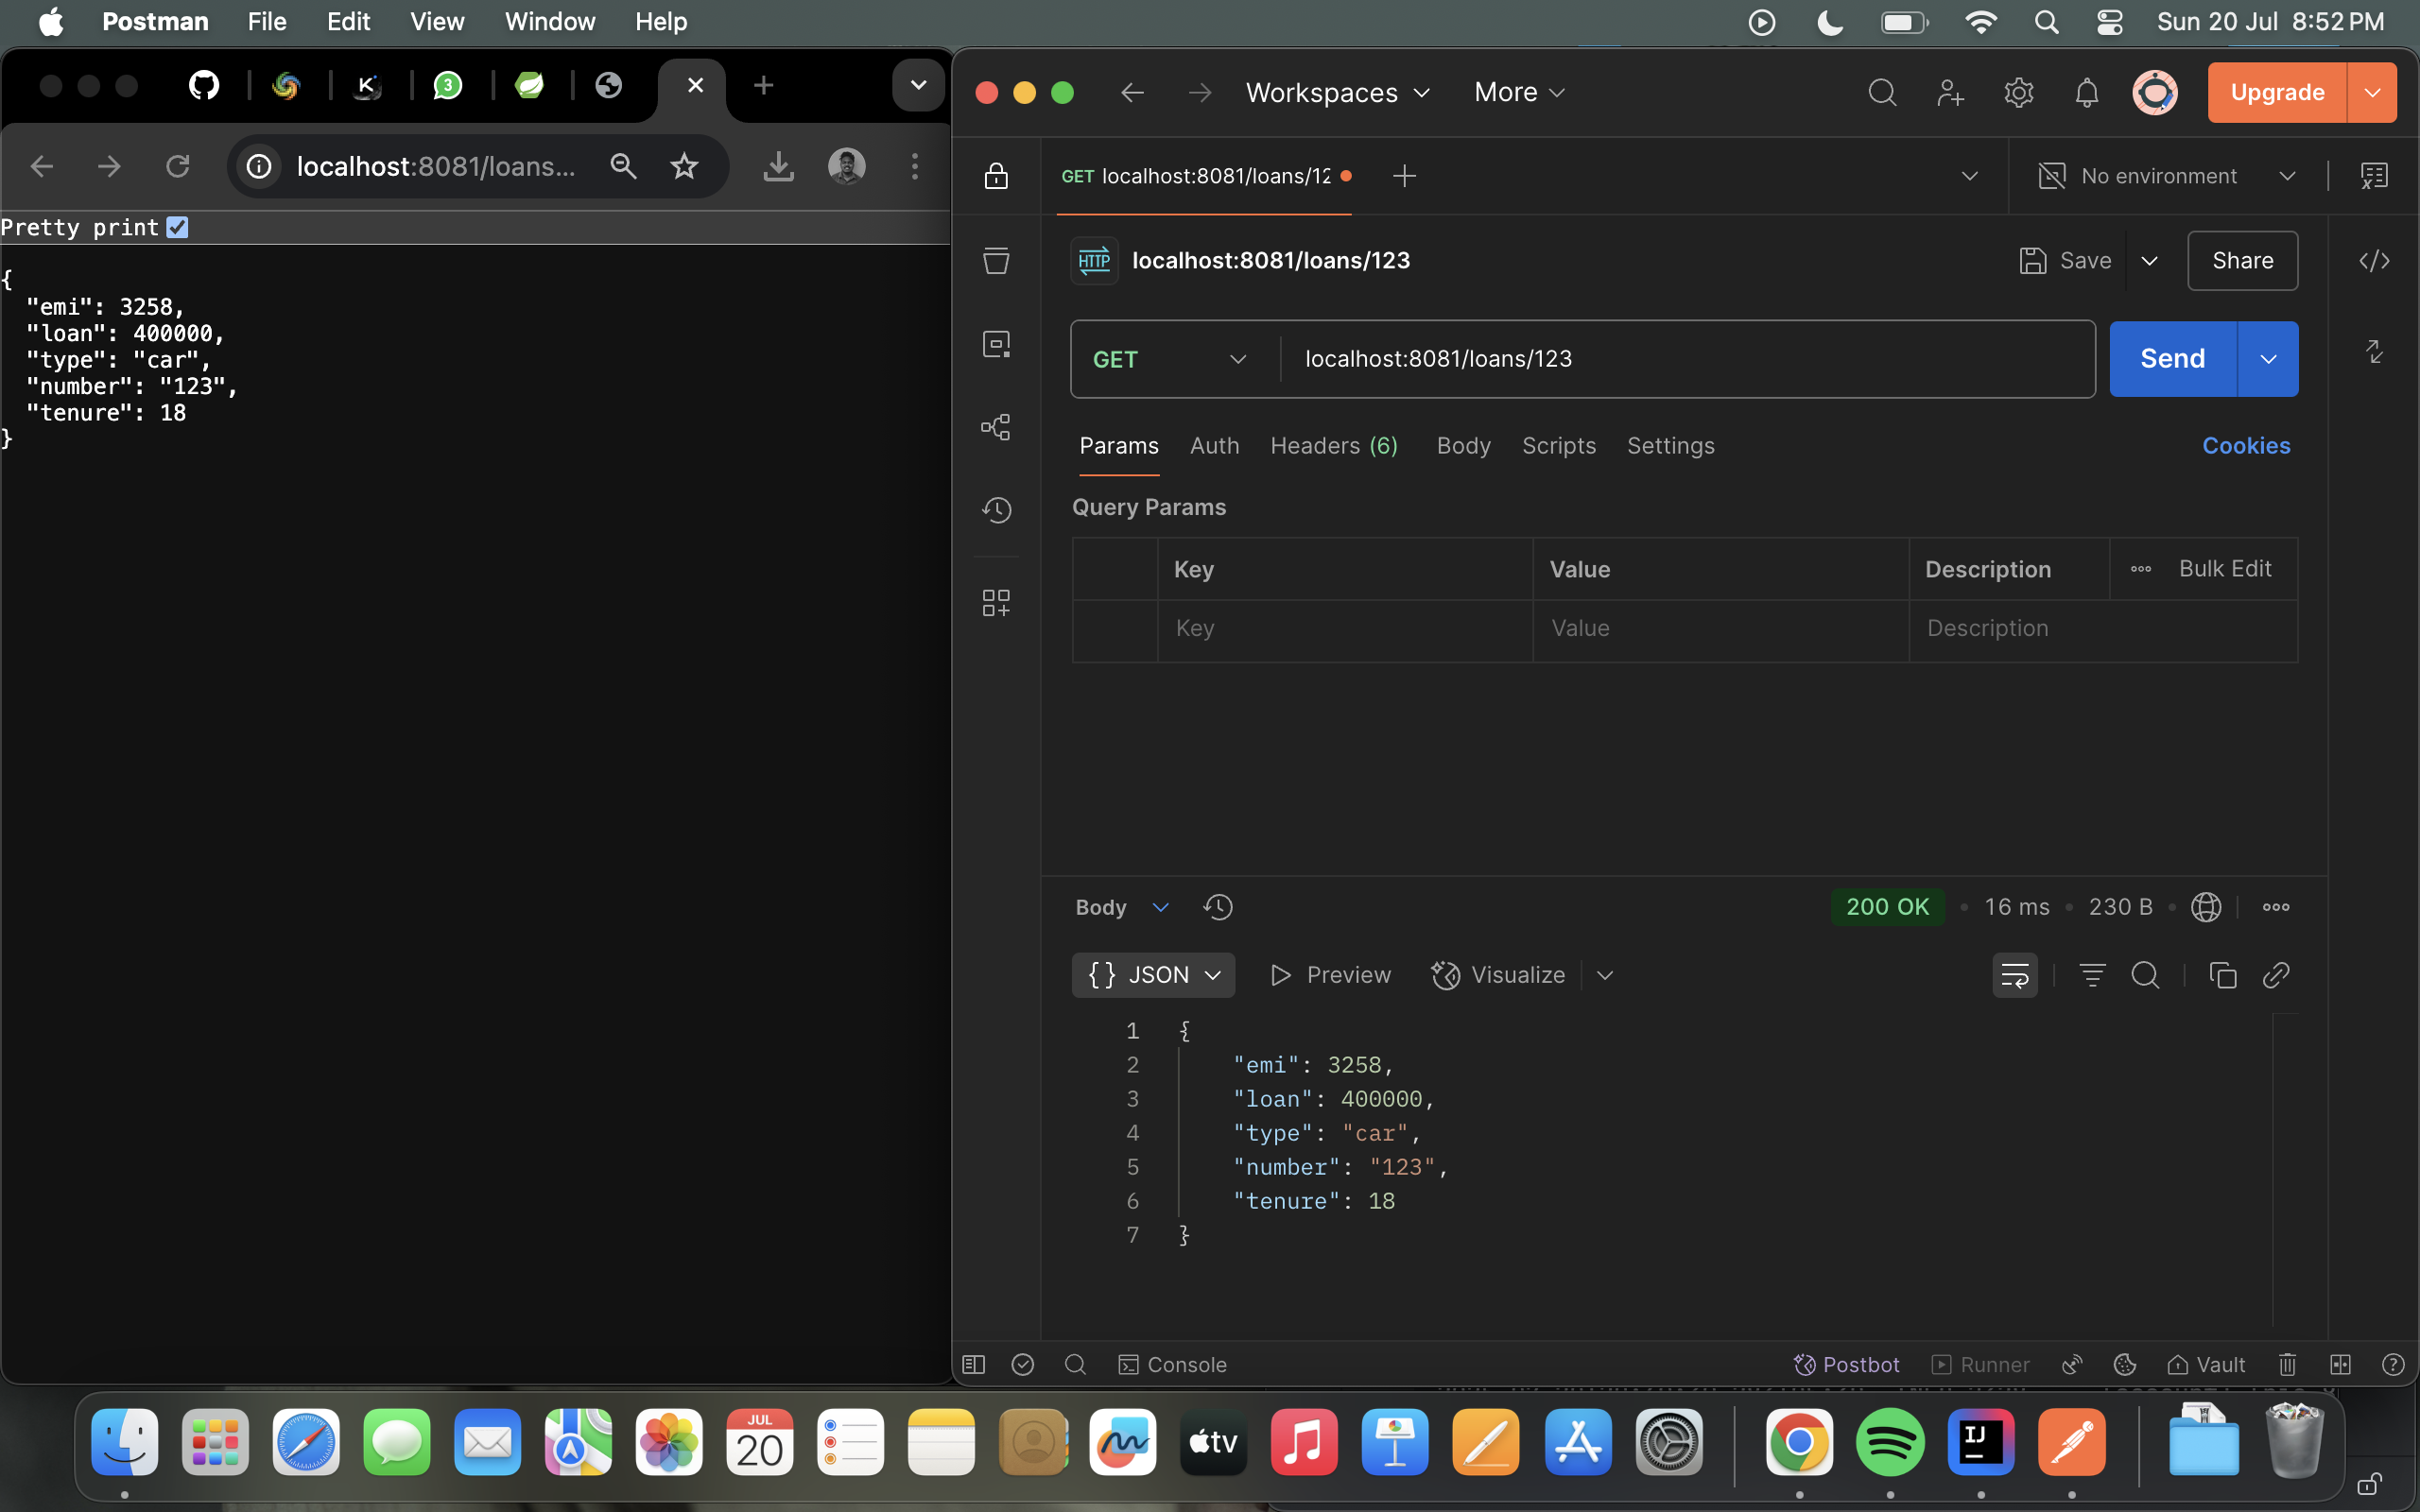 Postman File Edit View Window Help Sun 20 Jul 8:52 PM
3
localhost:8081/loans...
Pretty print
{
"emi": 3258,
"loan": 400000,
"type": "car",
"number": "123",
"tenure": 18
}
Workspaces More Upgrade
GET localhost:8081/loans/12 No environment
HTTP localhost:8081/loans/123 Save Share
GET localhost:8081/loans/123 Send
Params Auth Headers (6) Body Scripts Settings Cookies
Query Params
Key Value Description Bulk Edit
Key Value Description
Body 200 OK 16 ms 230 B
{} JSON Preview Visualize
1 {
2 "emi": 3258,
3 "loan": 400000,
4 "type": "car",
5 "number": "123",
6 "tenure": 18
7 }
Console Postbot Runner Vault
JUL
20
tv
IJ